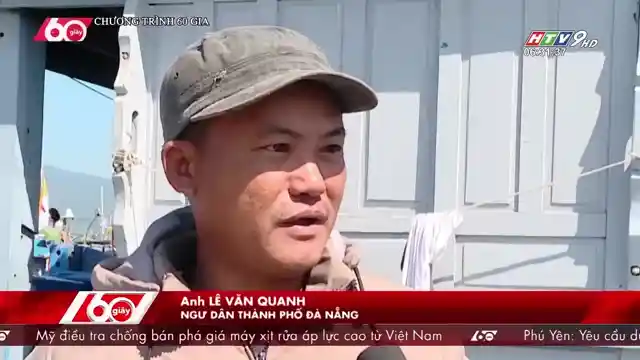 60 giây
CHƯƠNG TRÌNH 60 GIÂ
HTV9 HD
Anh LÊ VĂN QUANH
NGƯ DÂN THÀNH PHỐ ĐÀ NẴNG
60 giây
Mỹ điều tra chống bán phá giá máy xịt rửa áp lực cao từ Việt Nam
Phú Yên: Yêu cầu d